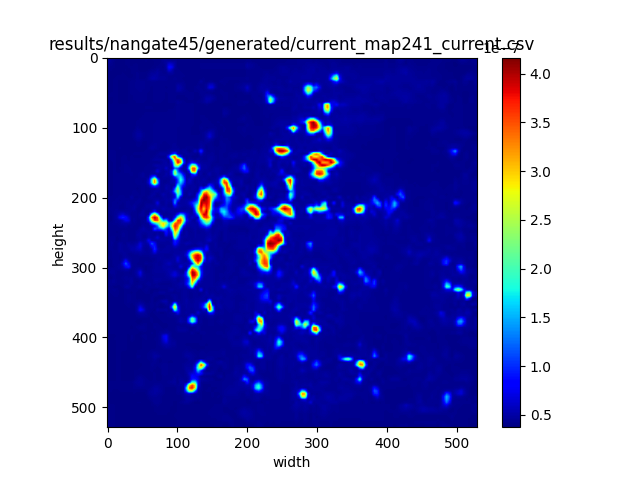 results/nangate45/generated/current_map241_current.csv
1e−7
0
100
200
300
400
500
height
0 100 200 300 400 500
width
4.0
3.5
3.0
2.5
2.0
1.5
1.0
0.5